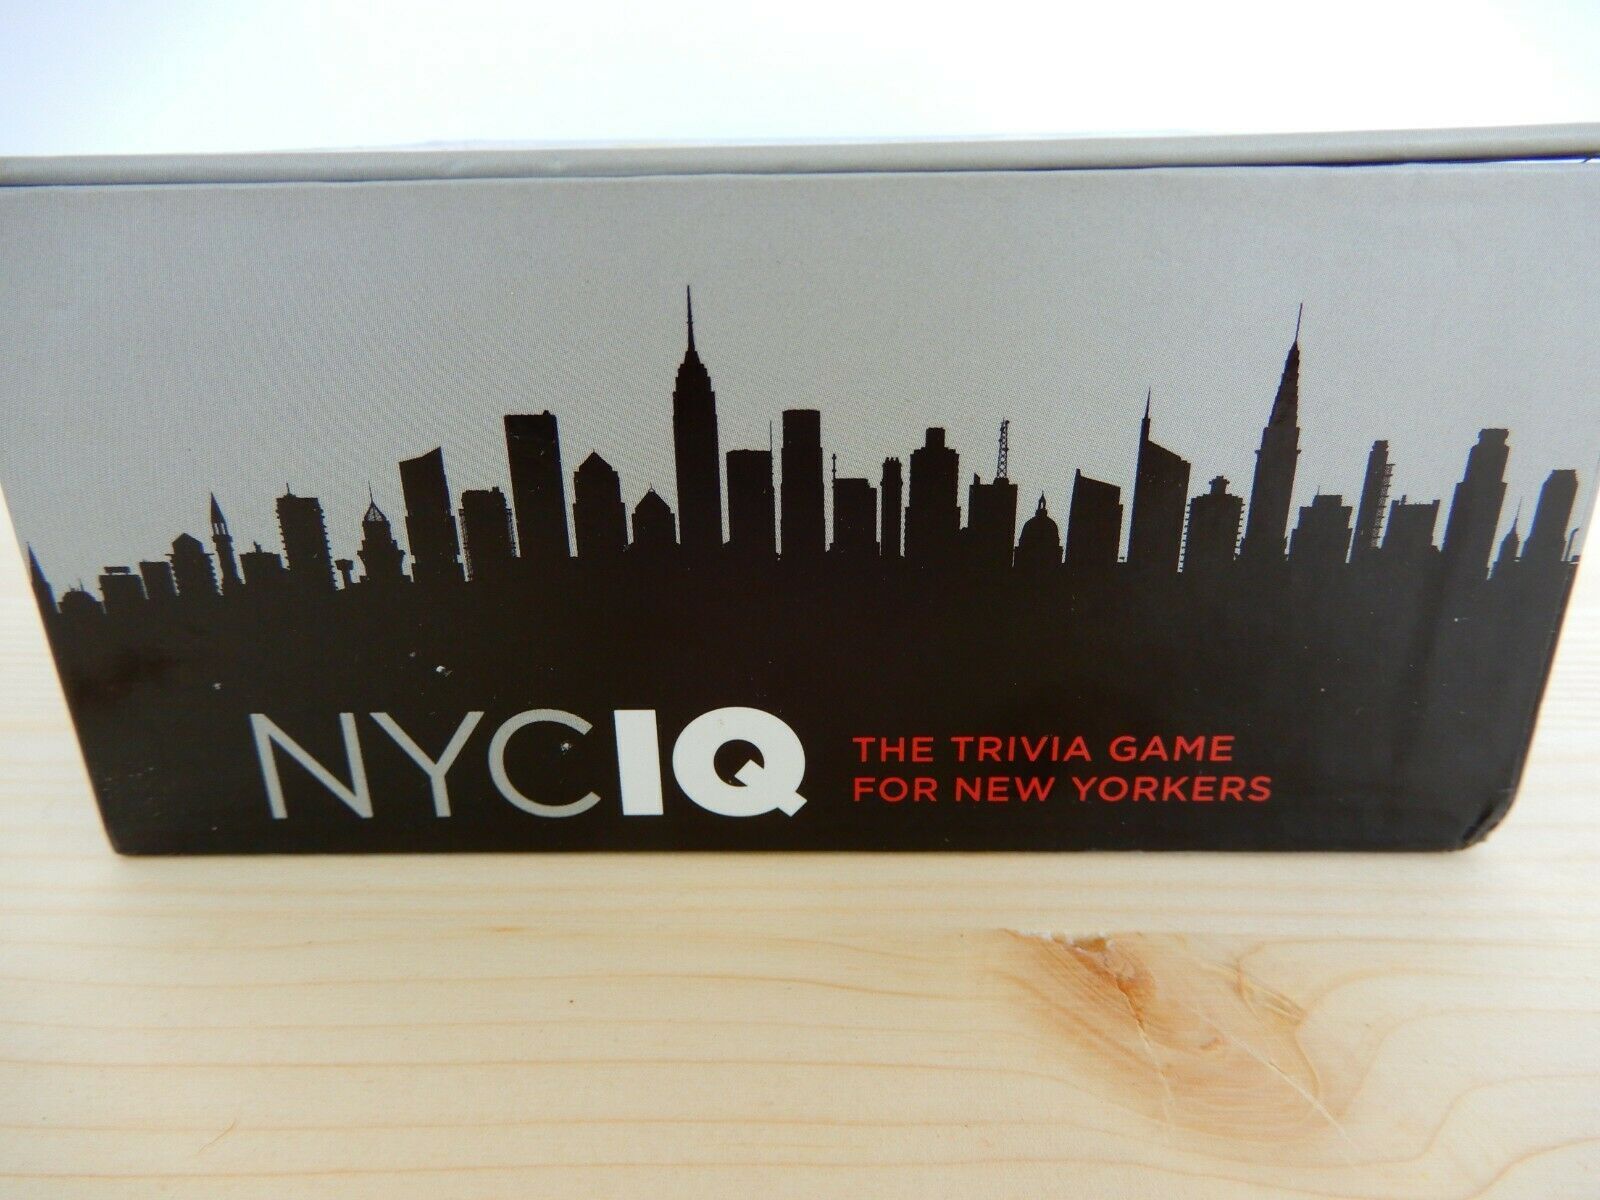 NYCIQ
THE TRIVIA GAME
FOR NEW YORKERS